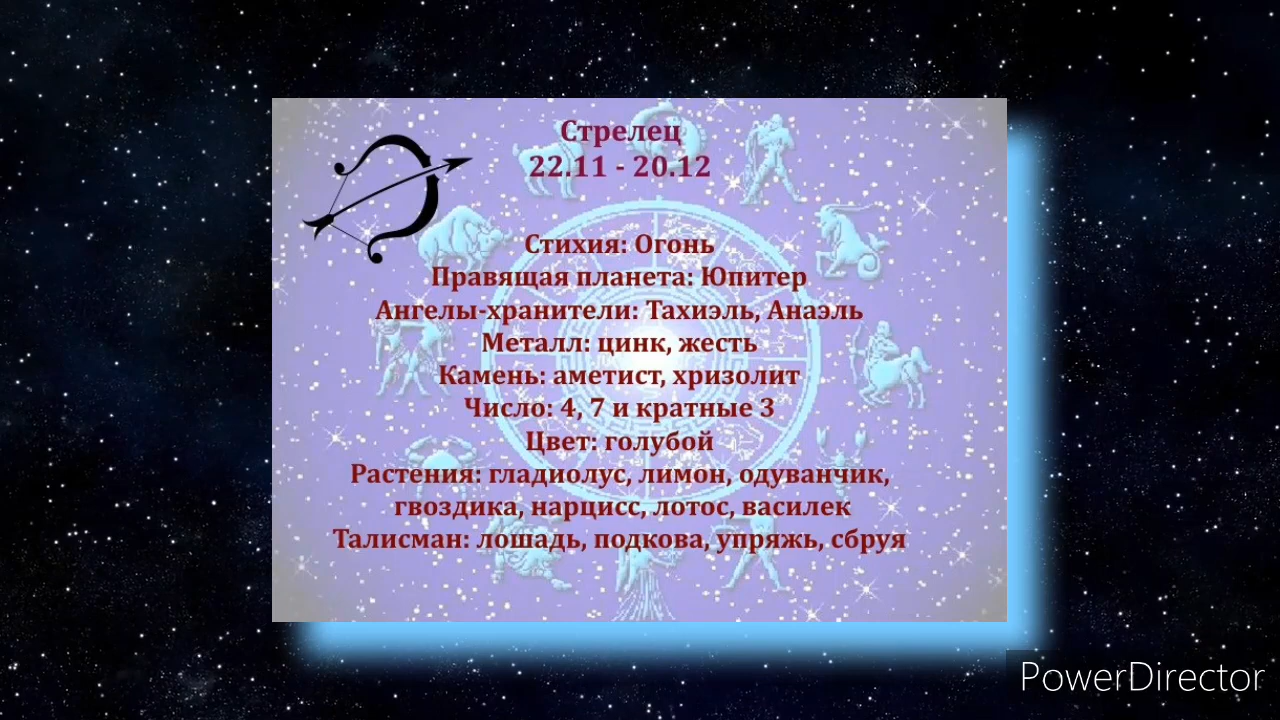 Стрелец
22.11 - 20.12
Стихия: Огонь
Правящая планета: Юпитер
Ангелы-хранители: Тахиэль, Анаэль
Металл: цинк, жесть
Камень: аметист, хризолит
Число: 4, 7 и кратные 3
Цвет: голубой
Растения: гладиолус, лимон, одуванчик,
гвоздика, нарцисс, лотос, василек
Талисман: лошадь, подкова, упряжь, сбруя
PowerDirector